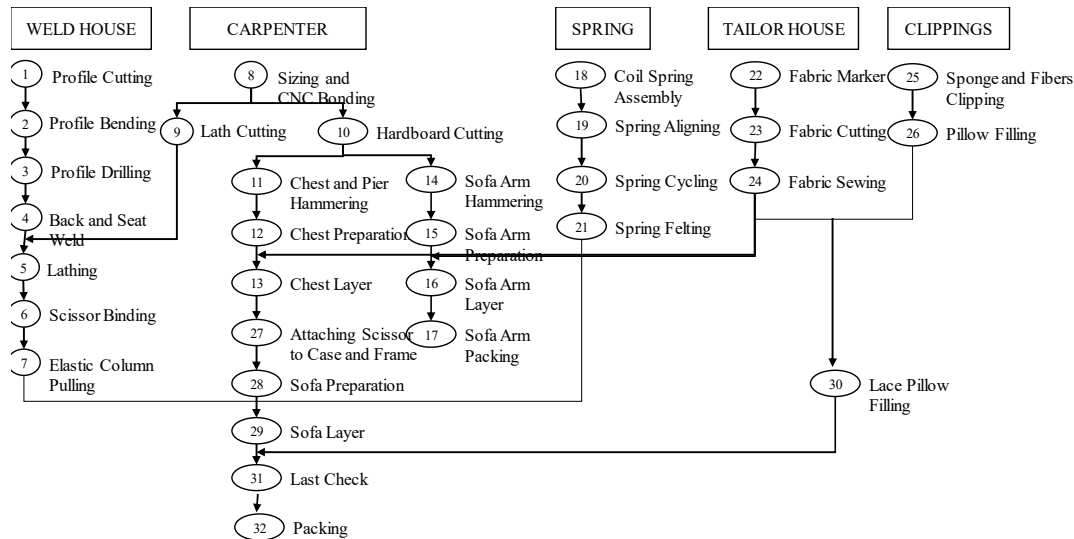 WELD HOUSE
CARPENTER
SPRING
TAILOR HOUSE
CLIPPINGS
1 Profile Cutting
2 Profile Bending
3 Profile Drilling
4 Back and Seat
Weld
5 Lathing
6 Scissor Binding
7 Elastic Column
Pulling
8 Sizing and
CNC Bonding
9 Lath Cutting
10 Hardboard Cutting
11 Chest and Pier
Hammering
12 Chest Preparation
13 Chest Layer
27 Attaching Scissor
to Case and Frame
28 Sofa Preparation
29 Sofa Layer
31 Last Check
32 Packing
14 Sofa Arm
Hammering
15 Sofa Arm
Preparation
16 Sofa Arm
Layer
17 Sofa Arm
Packing
18 Coil Spring
Assembly
19 Spring Aligning
20 Spring Cycling
21 Spring Felting
22 Fabric Marker
23 Fabric Cutting
24 Fabric Sewing
25 Sponge and Fibers
Clipping
26 Pillow Filling
30 Lace Pillow
Filling